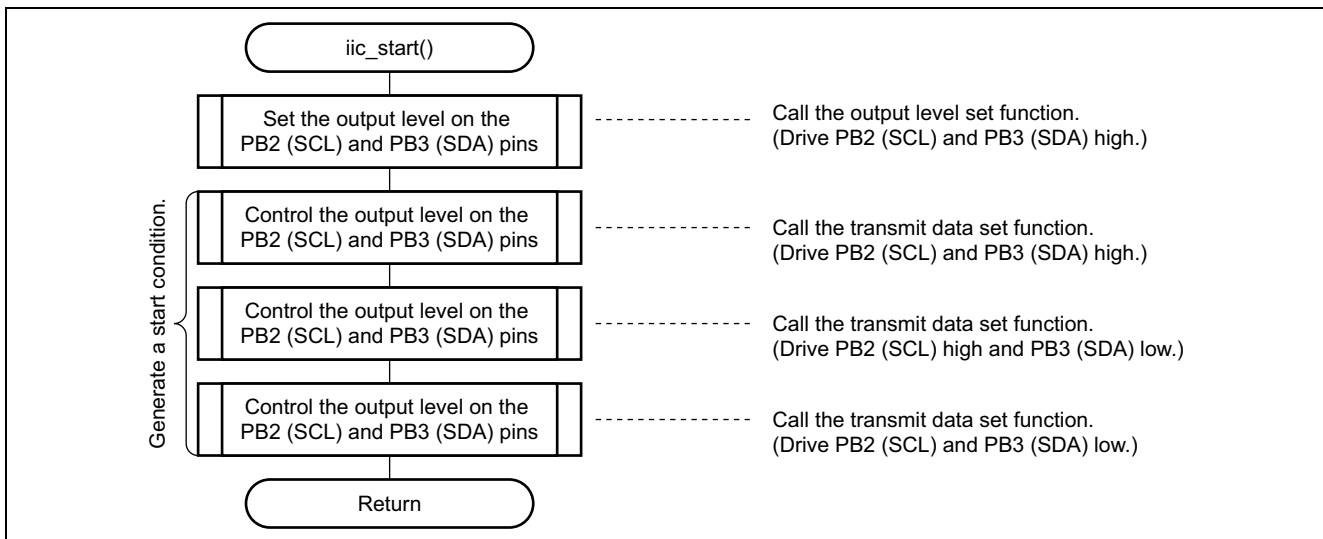 iic_start()
Set the output level on the
PB2 (SCL) and PB3 (SDA) pins
Call the output level set function.
(Drive PB2 (SCL) and PB3 (SDA) high.)
Generate a start condition.
Control the output level on the
PB2 (SCL) and PB3 (SDA) pins
Call the transmit data set function.
(Drive PB2 (SCL) and PB3 (SDA) high.)
Control the output level on the
PB2 (SCL) and PB3 (SDA) pins
Call the transmit data set function.
(Drive PB2 (SCL) high and PB3 (SDA) low.)
Control the output level on the
PB2 (SCL) and PB3 (SDA) pins
Call the transmit data set function.
(Drive PB2 (SCL) and PB3 (SDA) low.)
Return